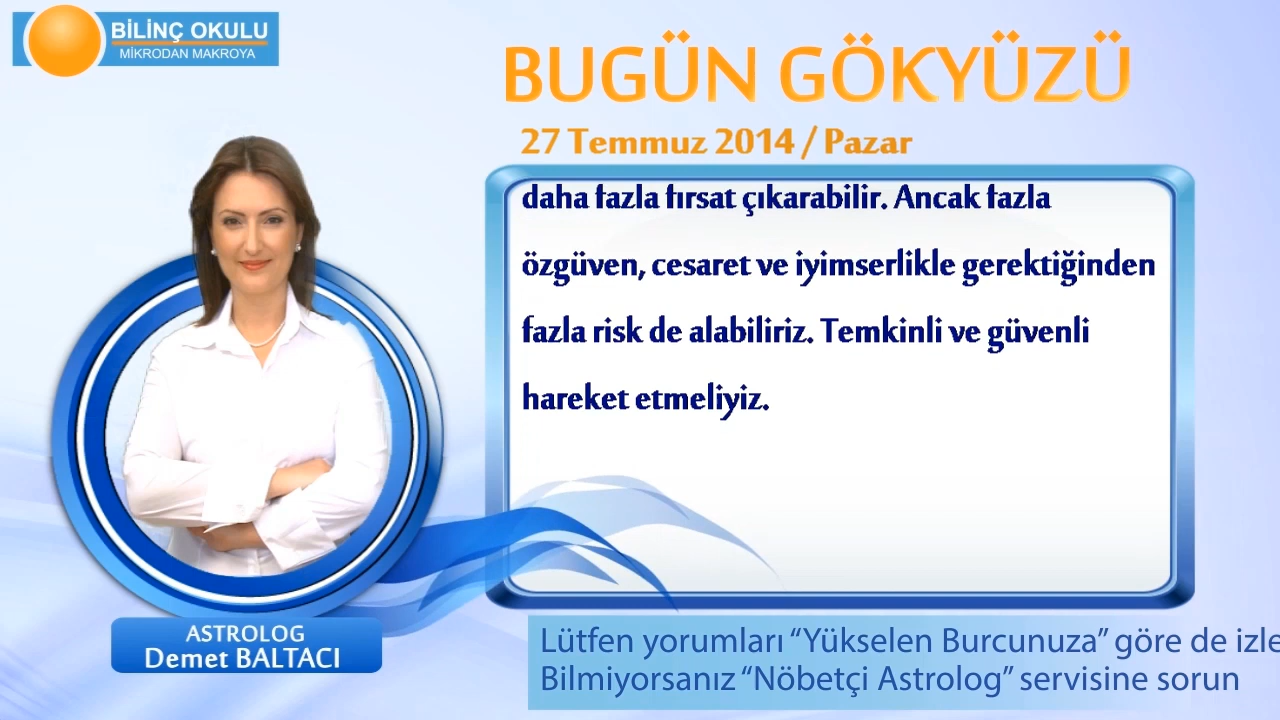 BİLİNÇ OKULU
MİKRODAN MAKROYA
BUGÜN GÖKYÜZÜ
27 Temmuz 2014 / Pazar
daha fazla fırsat çıkarabilir. Ancak fazla
özgüven, cesaret ve iyimserlikle gerektiğinden
fazla risk de alabiliriz. Temkinli ve güvenli
hareket etmeliyiz.
ASTROLOG
Demet BALTACI
Lütfen yorumları “Yükselen Burcunuza” göre de izle
Bilmiyorsanız “Nöbetçi Astrolog” servisine sorun